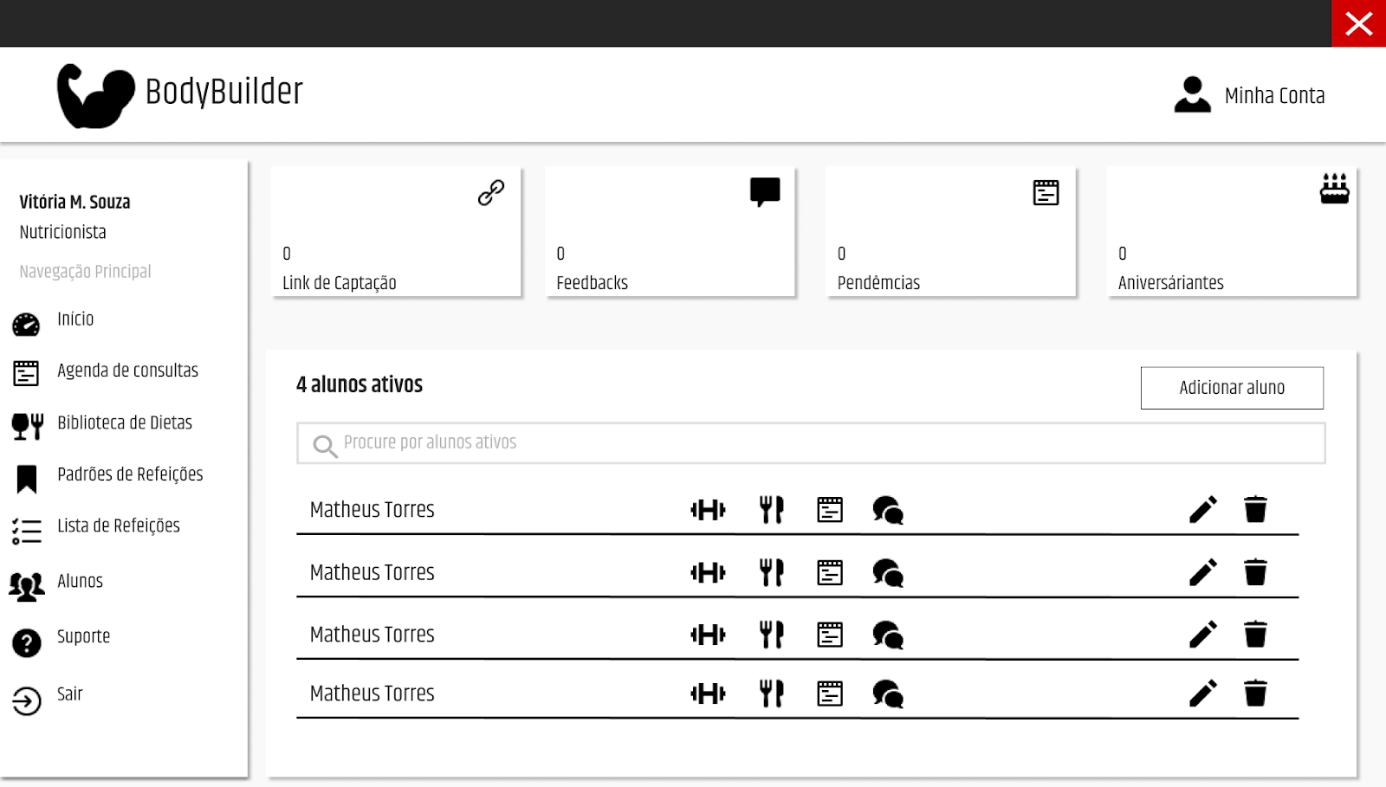 BodyBuilder
Minha Conta
Vitória M. Souza
Nutricionista
Navegação Principal
Início
Agenda de consultas
Biblioteca de Dietas
Padrões de Refeições
Lista de Refeições
Alunos
Suporte
Sair
0
Link de Captação
0
Feedbacks
0
Pendêmcias
0
Aniversáriantes
4 alunos ativos
Adicionar aluno
Procure por alunos ativos
Matheus Torres
Matheus Torres
Matheus Torres
Matheus Torres